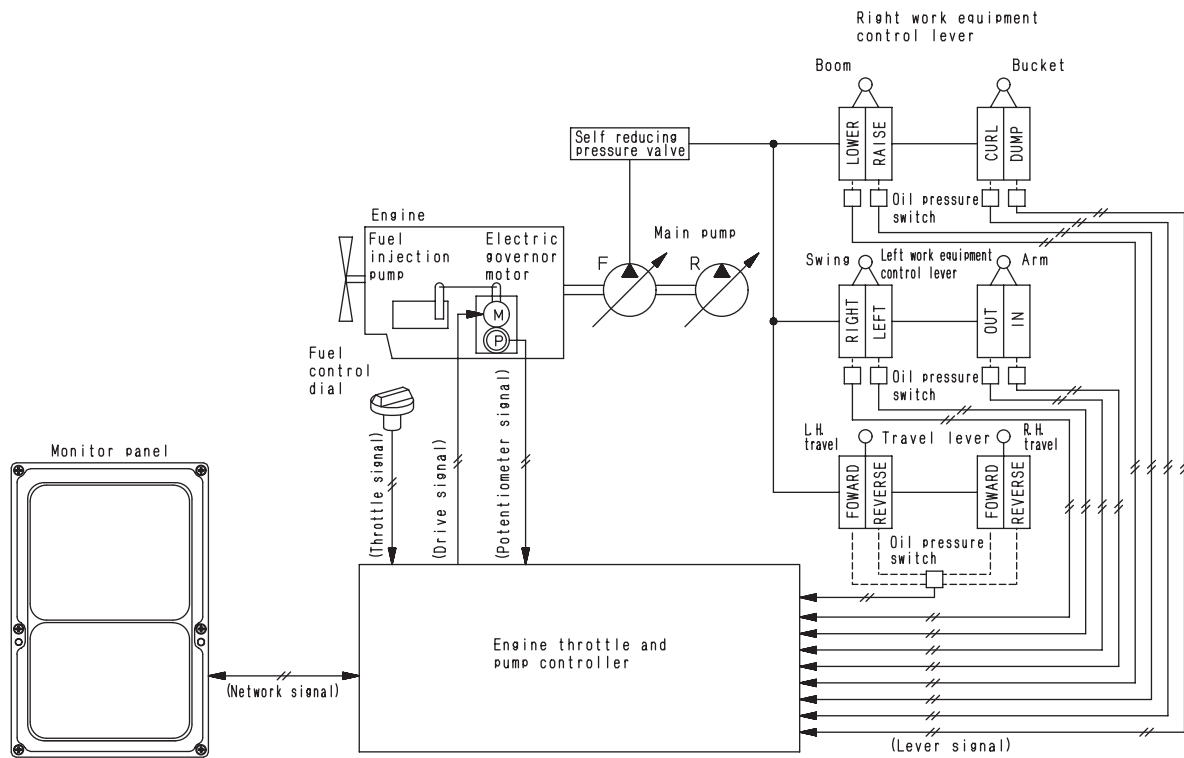 Right work equipment
control lever
Boom
Bucket
LOWER
RAISE
CURL
DUMP
Self reducing
pressure valve
Oil pressure
switch
Engine
Fuel
injection
pump
Electric
governor
motor
Main pump
F
R
M
P
Swing
Left work equipment
control lever
Arm
RIGHT
LEFT
OUT
IN
Oil pressure
switch
Fuel
control
dial
L.H.
travel
Travel lever
R.H.
travel
FOWARD
REVERSE
FOWARD
REVERSE
Oil pressure
switch
Monitor panel
(Throttle signal)
(Drive signal)
(Potentiometer signal)
Engine throttle and
pump controller
(Network signal)
(Lever signal)